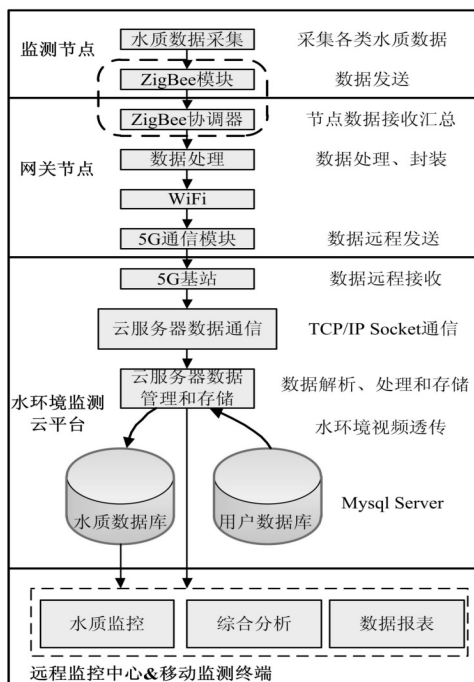 监测节点
水质数据采集
采集各类水质数据
ZigBee模块
数据发送
网关节点
ZigBee协调器
节点数据接收汇总
数据处理
数据处理、封装
WiFi
5G通信模块
数据远程发送
水环境监测
云平台
5G基站
数据远程接收
云服务器数据通信
TCP/IP Socket通信
云服务器数据
管理和存储
数据解析、处理和存储
水环境视频透传
水质数据库
用户数据库
Mysql Server
水质监控
综合分析
数据报表
远程监控中心&移动监测终端